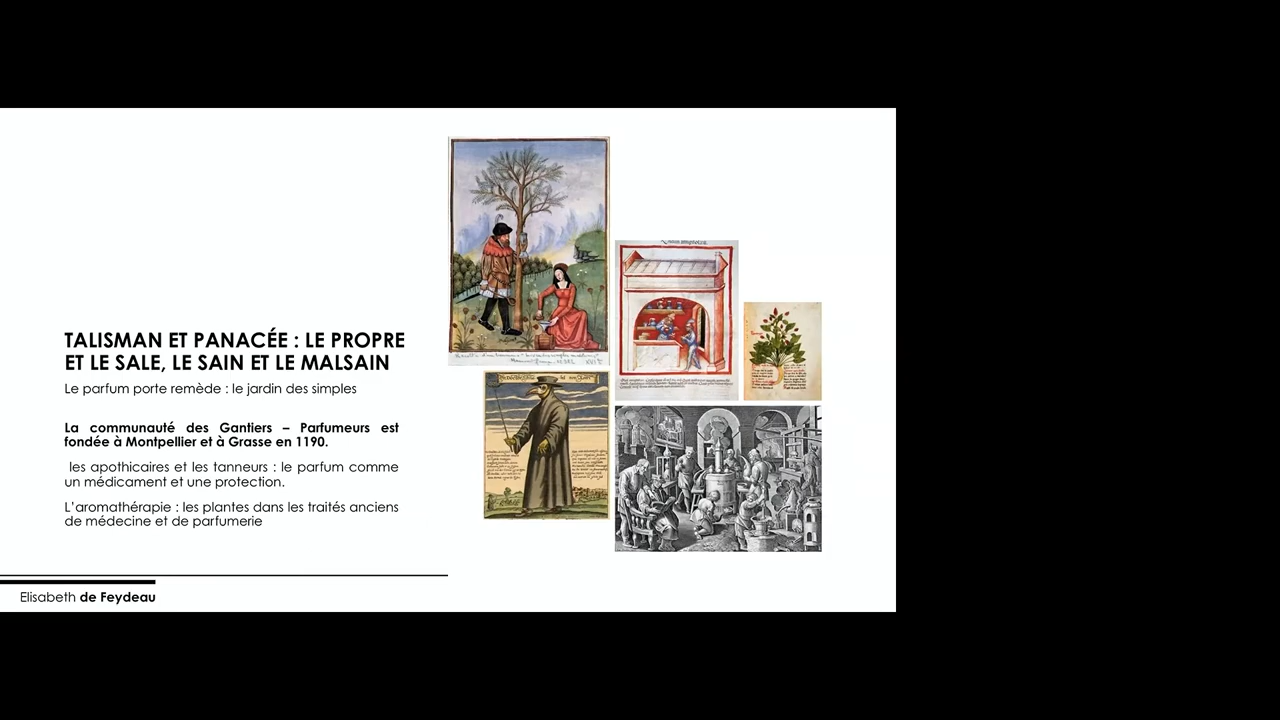 TALISMAN ET PANACÉE : LE PROPRE
ET LE SALE, LE SAIN ET LE MALSAIN
Le parfum porte remède : le jardin des simples
La communauté des Gantiers – Parfumeurs est
fondée à Montpellier et à Grasse en 1190.
les apothicaires et les tanneurs : le parfum comme
un médicament et une protection.
L'aromathérapie : les plantes dans les traités anciens
de médecine et de parfumerie
Elisabeth de Feydeau